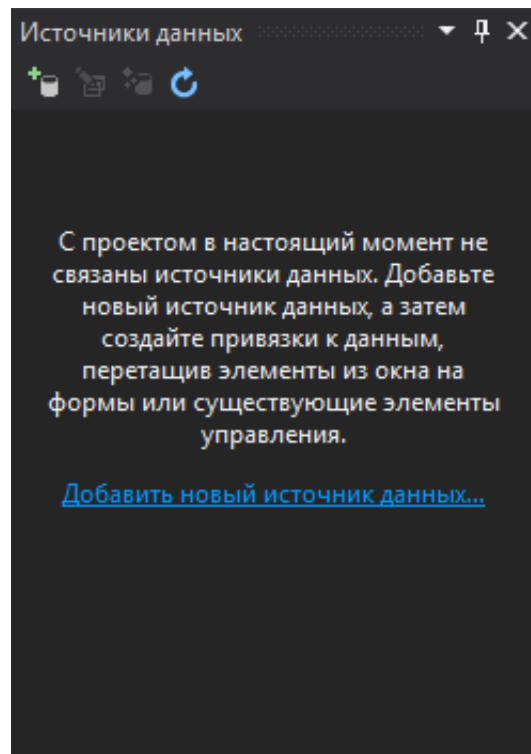 Источники данных
С проектом в настоящий момент не
связаны источники данных. Добавьте
новый источник данных, а затем
создайте привязки к данным,
перетащив элементы из окна на
формы или существующие элементы
управления.
Добавить новый источник данных...